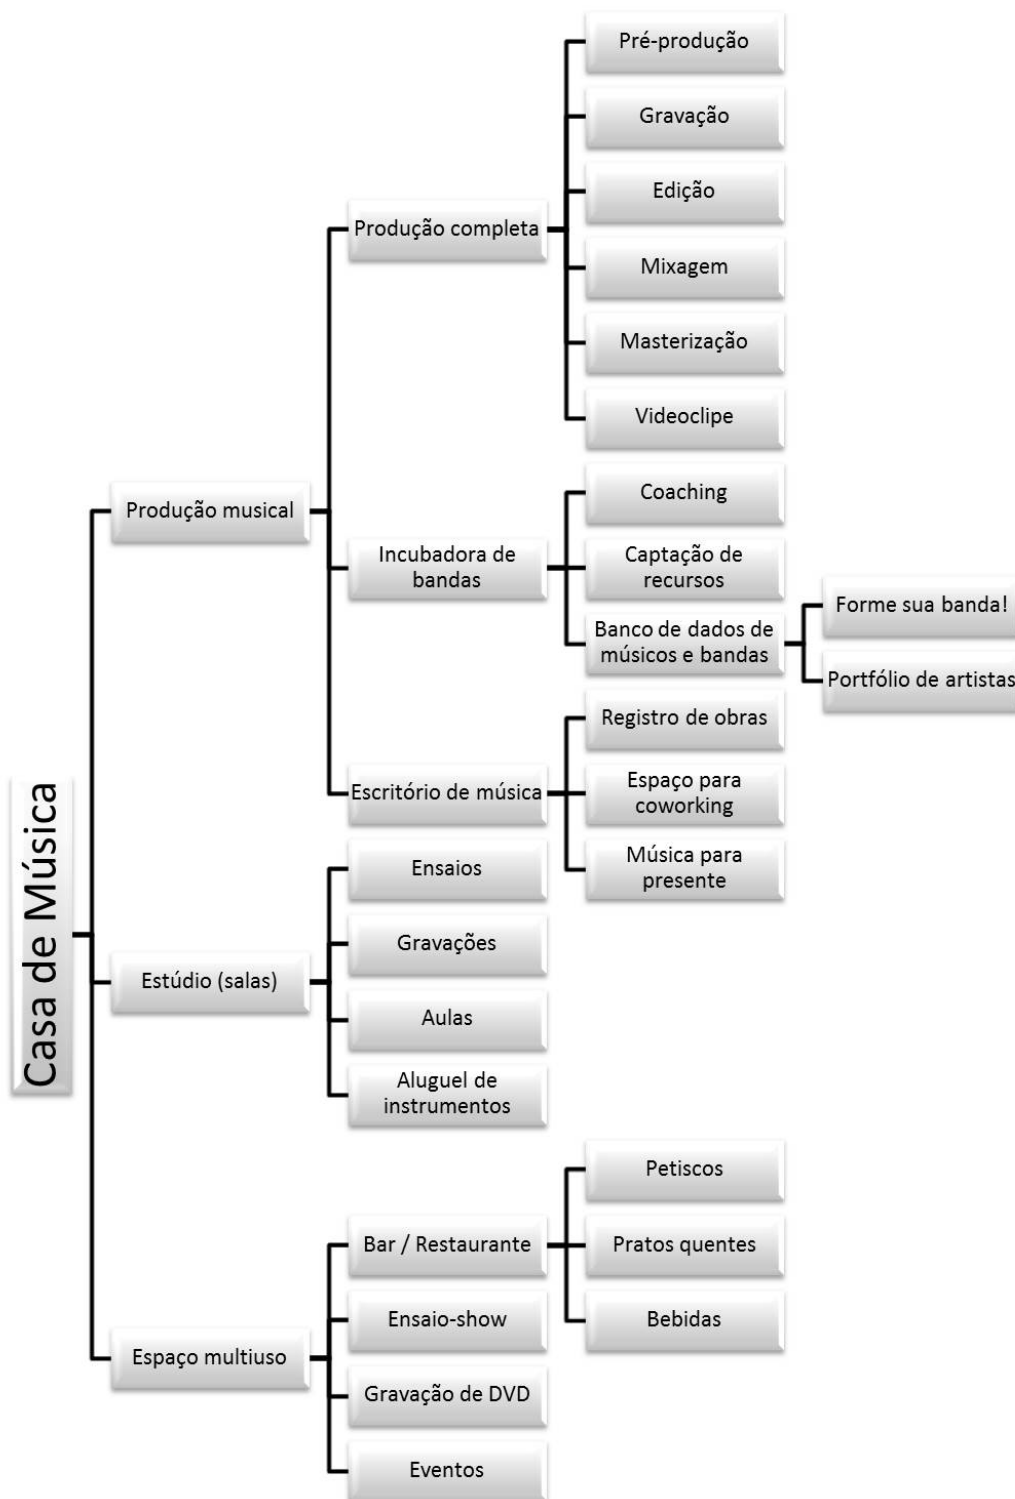 Casa de Música
Produção musical
Produção completa
Pré-produção
Gravação
Edição
Mixagem
Masterização
Videoclipe
Incubadora de
bandas
Coaching
Captação de
recursos
Banco de dados de
músicos e bandas
Forme sua banda!
Portfólio de artistas
Escritório de música
Registro de obras
Espaço para
coworking
Música para
presente
Estúdio (salas)
Ensaios
Gravações
Aulas
Aluguel de
instrumentos
Espaço multiuso
Bar / Restaurante
Petiscos
Pratos quentes
Bebidas
Ensaio-show
Gravação de DVD
Eventos